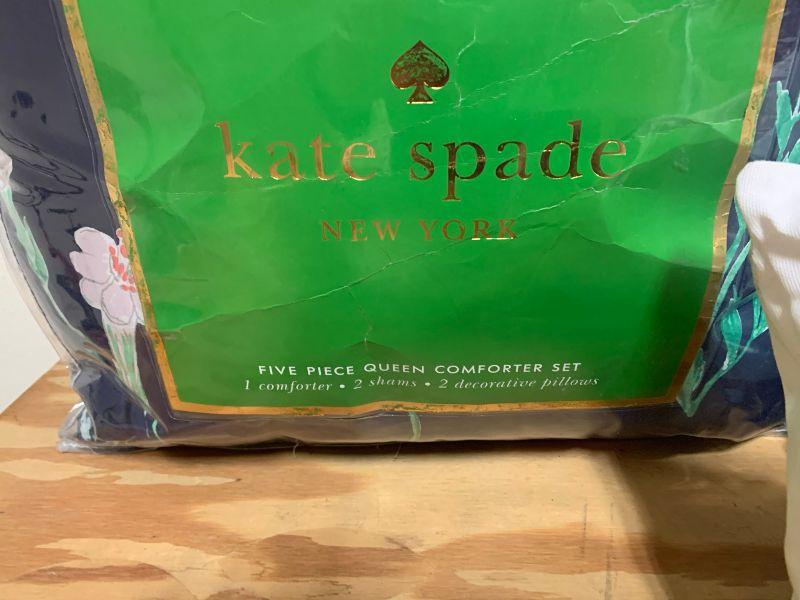 kate spade
NEW YORK
FIVE PIECE QUEEN COMFORTER SET
1 comforter • 2 shams • 2 decorative pillows